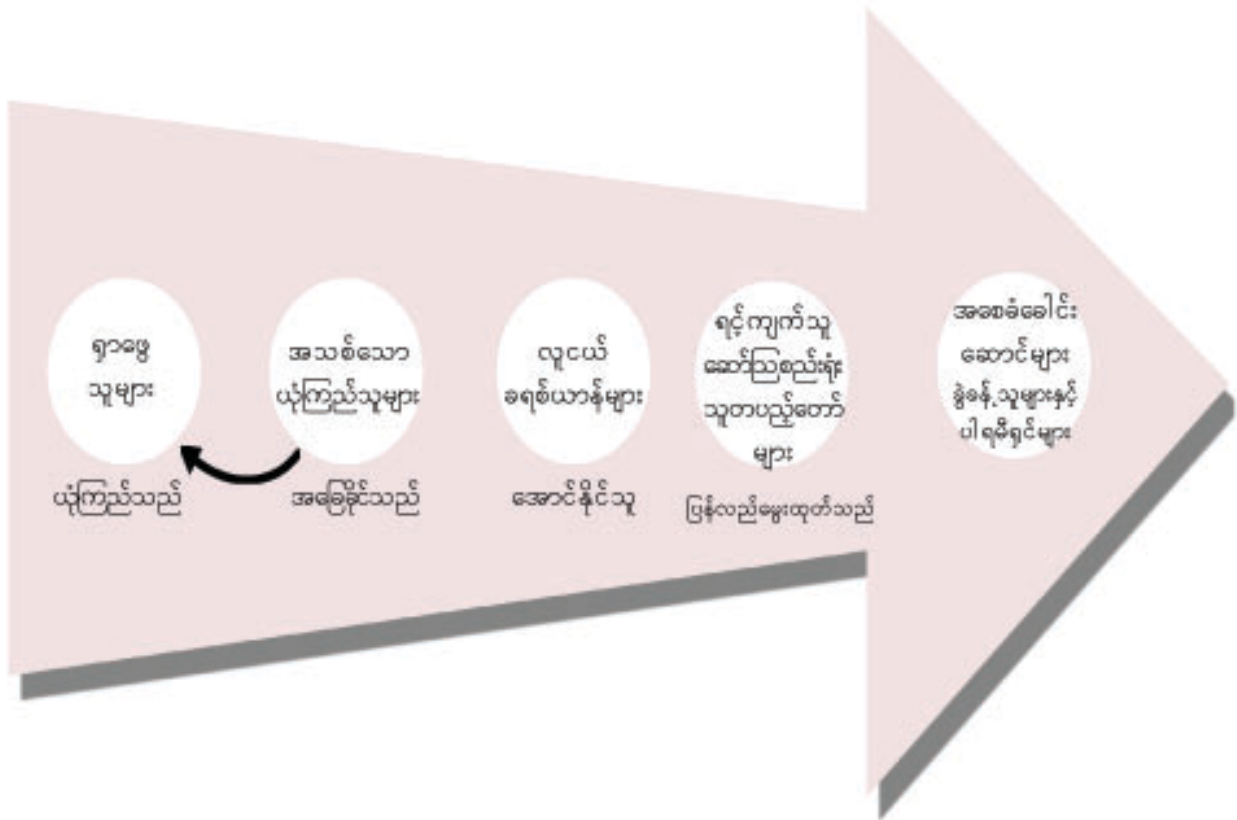 ရှာဖွေ
သူများ
ယုံကြည်သည်
အသစ်သော
ယုံကြည်သူများ
အခြေခိုင်သည်
လူငယ်
ခရစ်ယာန်များ
အောင်နိုင်သူ
ရင့်ကျက်သူ
ဆော်ဩစည်းရုံး
သူတပည့်တော်
များ
ပြန်လည်မွေးထုတ်သည်
အစေခံခေါင်း
ဆောင်များ
ခွဲခန့်သူများနှင့်
ပါရမီရှင်များ